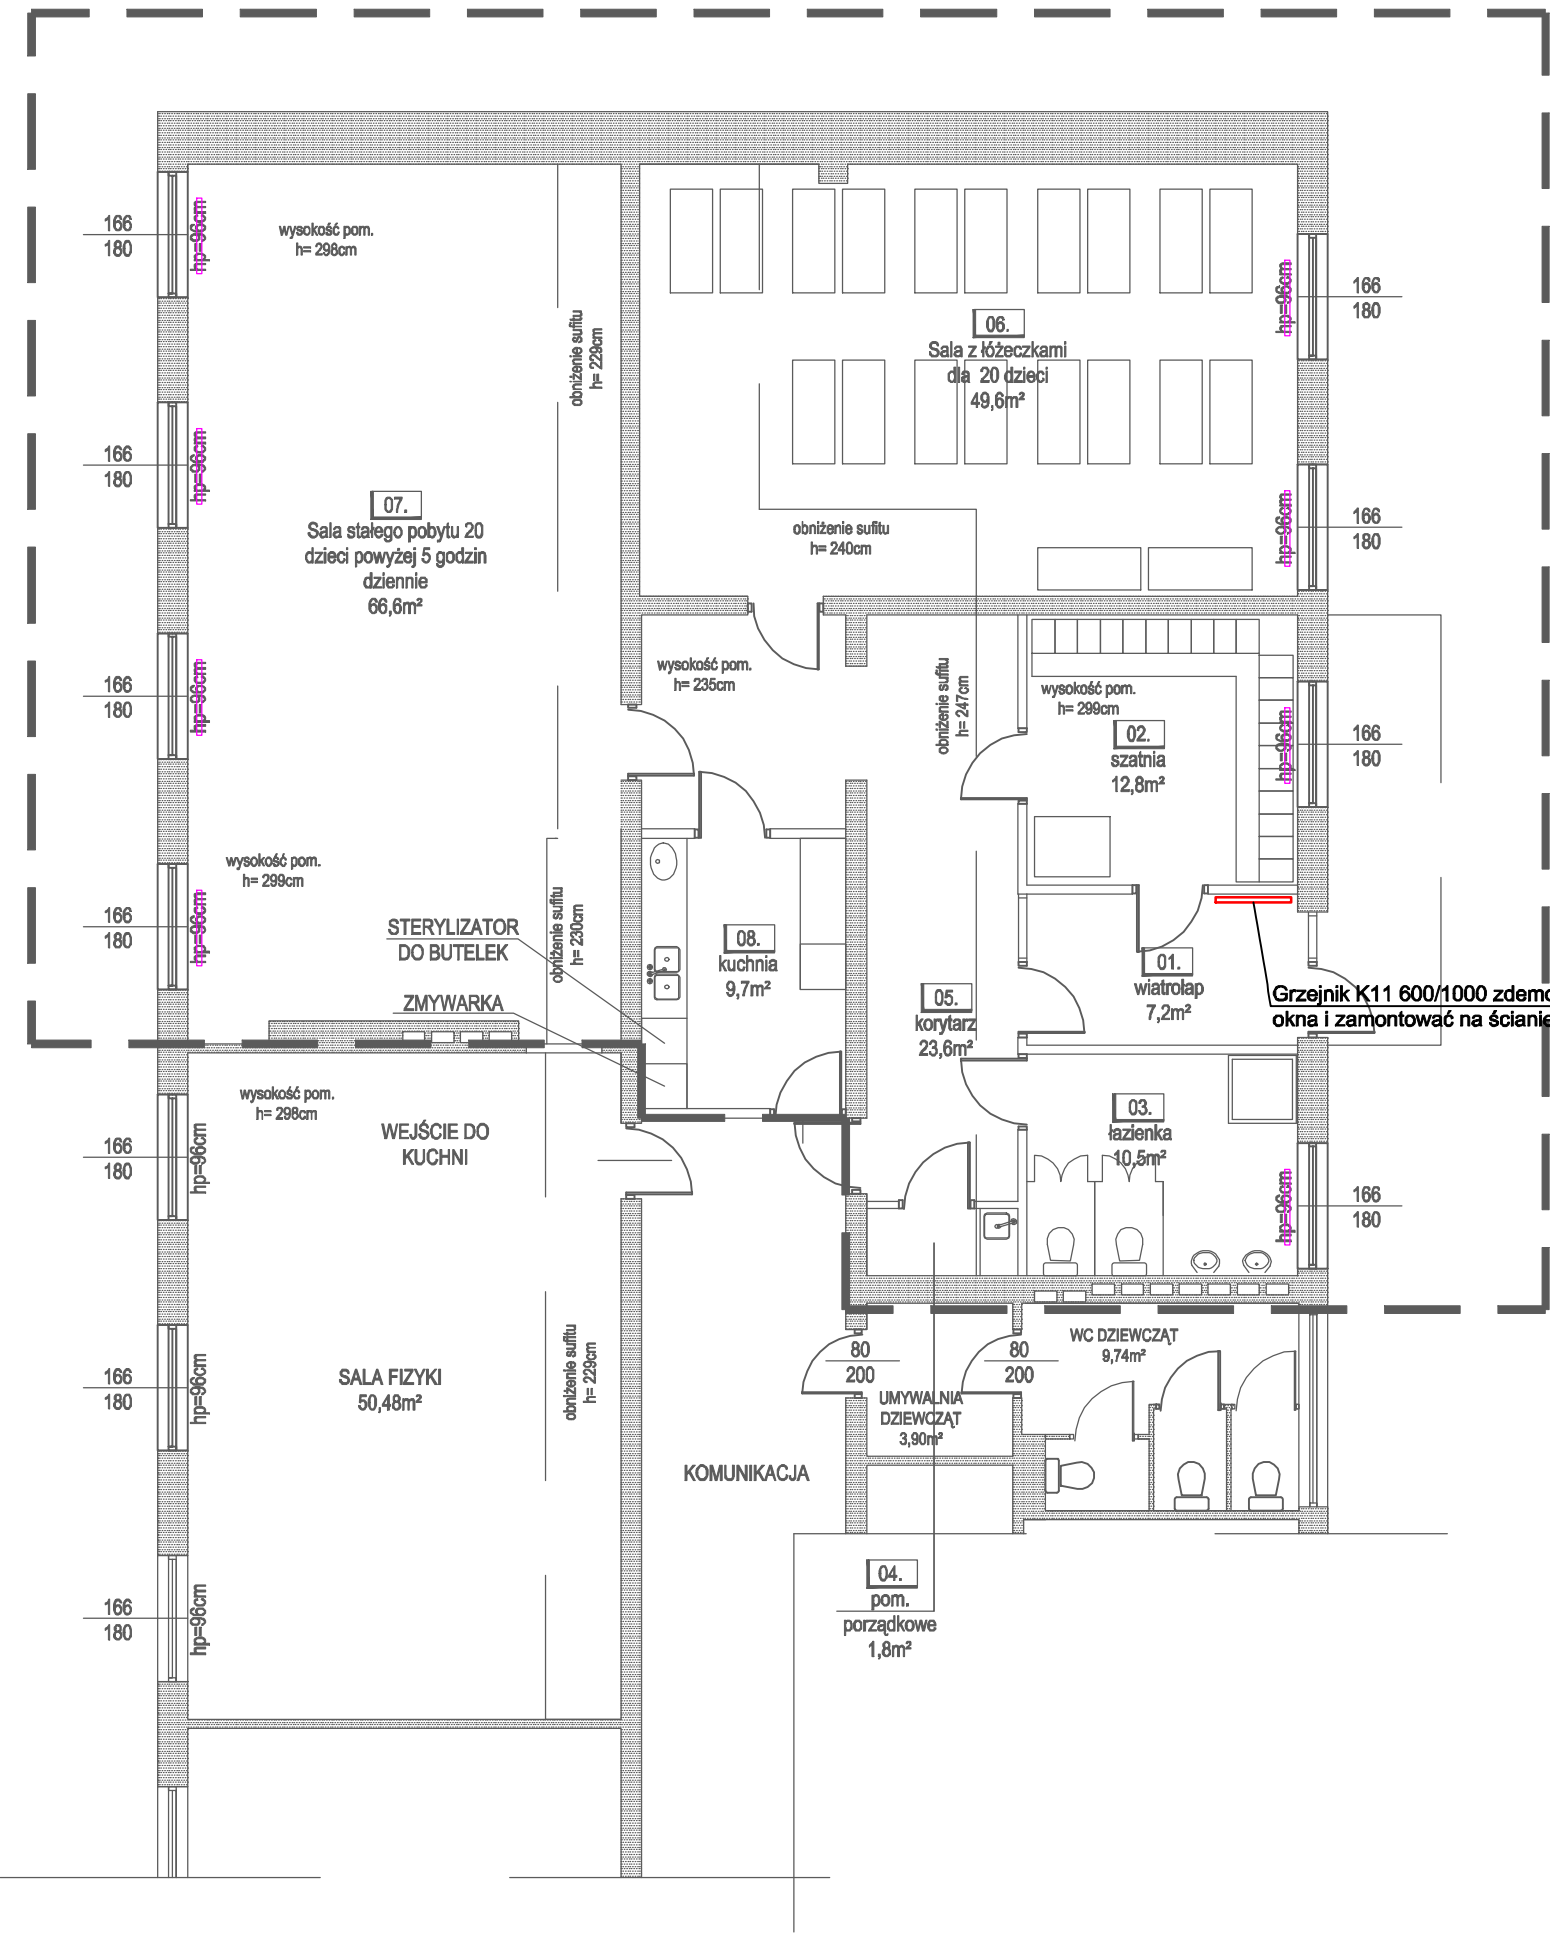 wysokość pom.
h= 298cm
166
180
hp=96cm
obniżenie sufitu
h= 229cm
06.
Sala z łóżeczkami
dla 20 dzieci
49,6m²
hp=96cm
166
180
166
180
hp=96cm
07.
Sala stałego pobytu 20
dzieci powyżej 5 godzin
dziennie
66,6m²
obniżenie sufitu
h= 240cm
hp=96cm
166
180
166
180
hp=96cm
wysokość pom.
h= 235cm
obniżenie sufitu
h= 247cm
wysokość pom.
h= 299cm
02.
szatnia
12,8m²
hp=96cm
166
180
wysokość pom.
h= 299cm
166
180
hp=96cm
obniżenie sufitu
h= 230cm
STERYLIZATOR
DO BUTELEK
ZMYWARKA
08.
kuchnia
9,7m²
05.
korytarz
23,6m²
01.
wiatrołap
7,2m²
Grzejnik K11 600/1000 zdemo
okna i zamontować na ścianie
wysokość pom.
h= 298cm
WEJŚCIE DO
KUCHNI
166
180
hp=96cm
03.
łazienka
10,5m²
hp=96cm
166
180
SALA FIZYKI
50,48m²
166
180
hp=96cm
obniżenie sufitu
h= 229cm
80
200
80
200
WC DZIEWCZĄT
9,74m²
UMYWALNIA
DZIEWCZĄT
3,90m²
KOMUNIKACJA
04.
pom.
porządkowe
1,8m²
166
180
hp=96cm